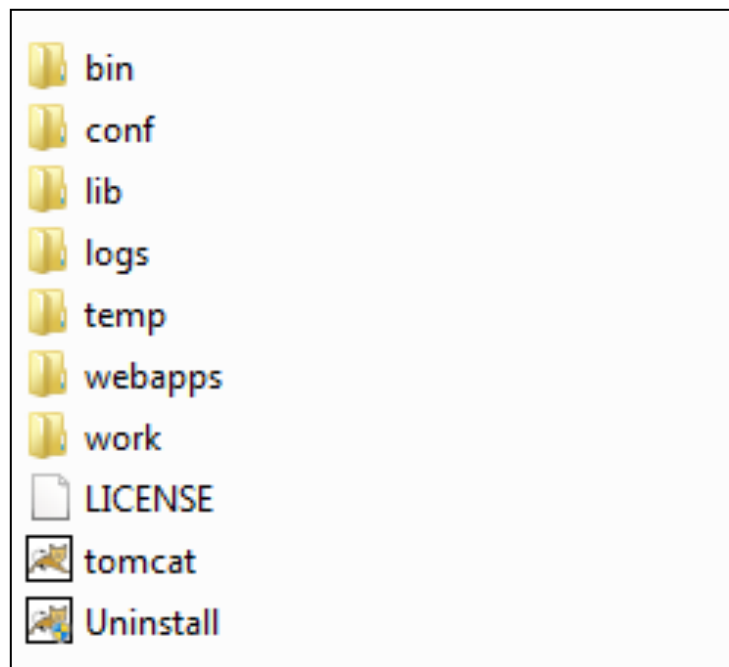 bin
conf
lib
logs
temp
webapps
work
LICENSE
tomcat
Uninstall